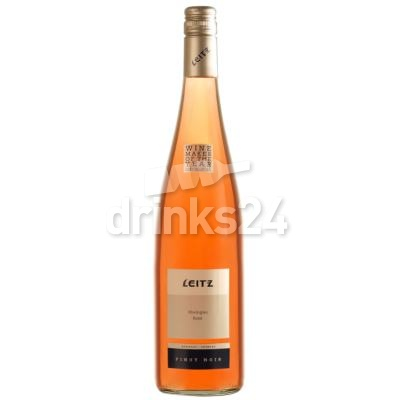 LEITZ
WINE
MAKER
OF THE
YEAR
drinks24
LEITZ
Rheingau
Rosé
PINOT NOIR